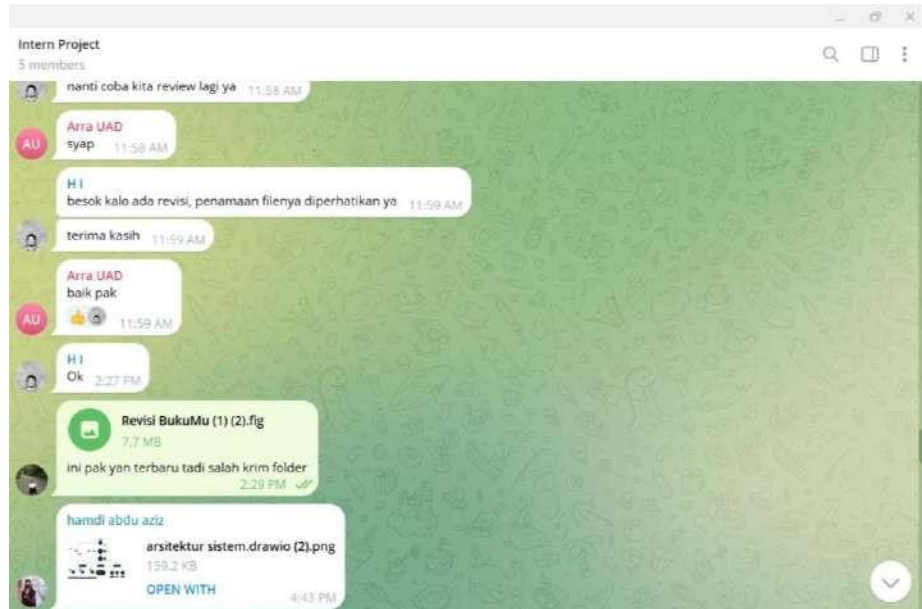 Intern Project
5 members
nanti coba kita review lagi ya 11:58 AM
Arra UAD
AU
syap 11:58 AM
H I
besok kalo ada revisi, penamaan filenya diperhatikan ya 11:59 AM
terima kasih 11:59 AM
Arra UAD
baik pak
AU
11:59 AM
H I
Ok 2:27 PM
Revisi BukuMu (1) (2).fig
7.7 MB
ini pak yan terbaru tadi salah krim folder
2:29 PM
hamdi abdu aziz
arsitektur sistem.drawio (2).png
159.2 KB
OPEN WITH
4:43 PM